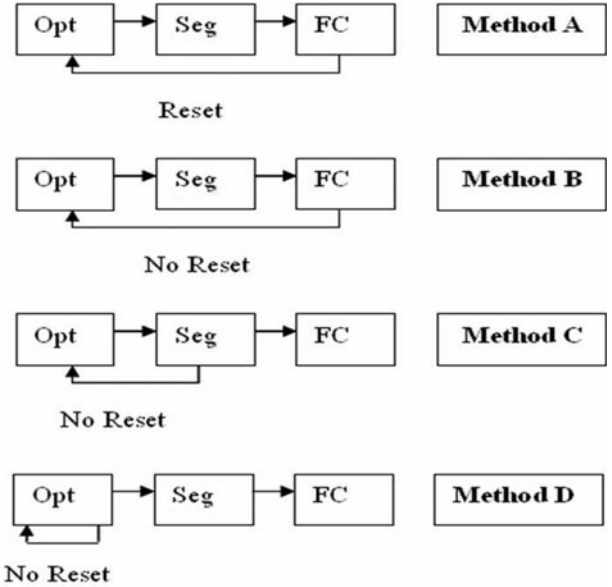 Opt Seg FC Method A
Reset
Opt Seg FC Method B
No Reset
Opt Seg FC Method C
No Reset
Opt Seg FC Method D
No Reset